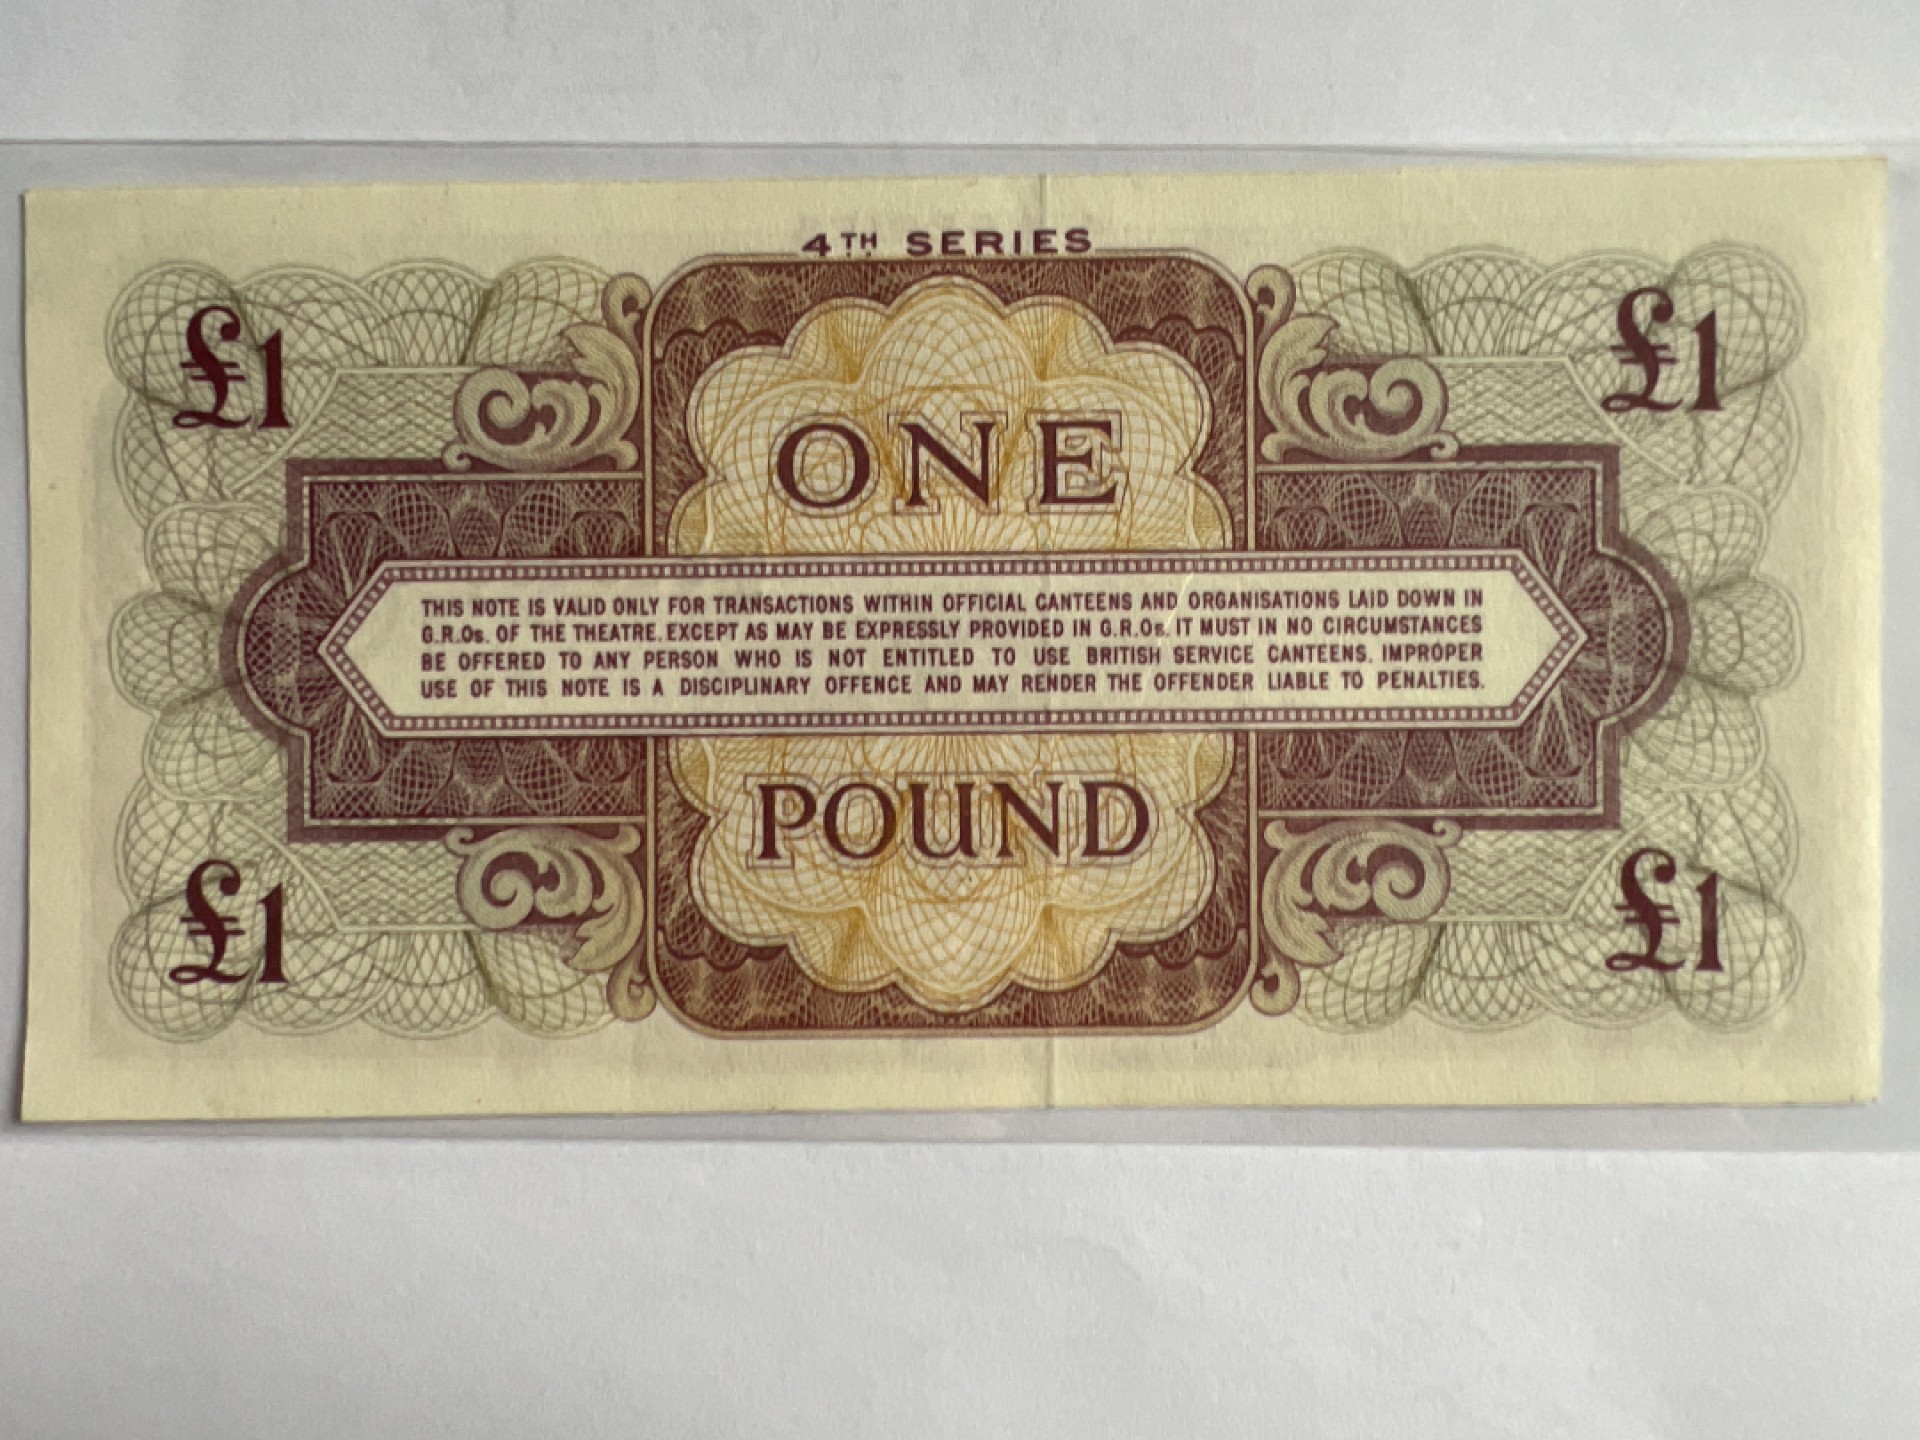 4TH SERIES
£1 £1
ONE
THIS NOTE IS VALID ONLY FOR TRANSACTIONS WITHIN OFFICIAL CANTEENS AND ORGANISATIONS LAID DOWN IN
G.R.Os. OF THE THEATRE. EXCEPT AS MAY BE EXPRESSLY PROVIDED IN G.R.Os. IT MUST IN NO CIRCUMSTANCES
BE OFFERED TO ANY PERSON WHO IS NOT ENTITLED TO USE BRITISH SERVICE CANTEENS. IMPROPER
USE OF THIS NOTE IS A DISCIPLINARY OFFENCE AND MAY RENDER THE OFFENDER LIABLE TO PENALTIES.
POUND
£1 £1